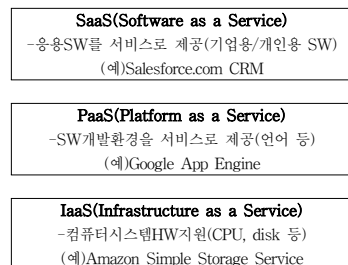 SaaS(Software as a Service)
-응용SW를 서비스로 제공(기업용/개인용 SW)
(예)Salesforce.com CRM
PaaS(Platform as a Service)
-SW개발환경을 서비스로 제공(언어 등)
(예)Google App Engine
IaaS(Infrastructure as a Service)
-컴퓨터시스템HW지원(CPU, disk 등)
(예)Amazon Simple Storage Service